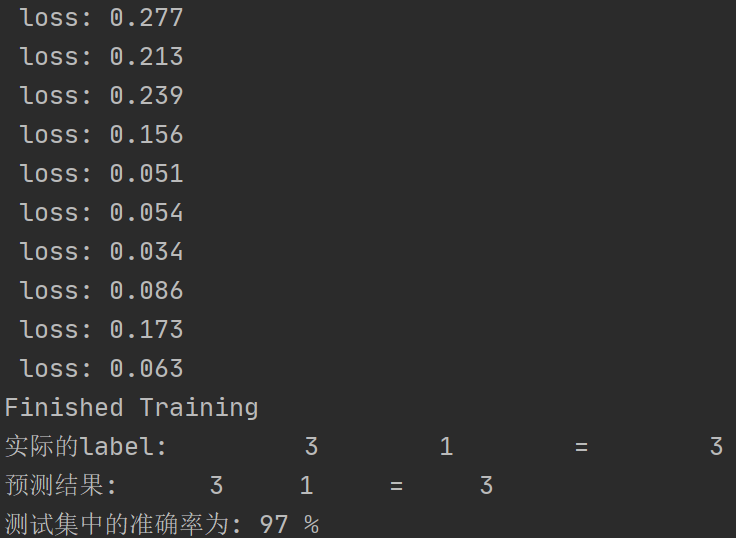 loss: 0.277
loss: 0.213
loss: 0.239
loss: 0.156
loss: 0.051
loss: 0.054
loss: 0.034
loss: 0.086
loss: 0.173
loss: 0.063
Finished Training
实际的label: 3 1 = 3
预测结果: 3 1 = 3
测试集中的准确率为: 97 %